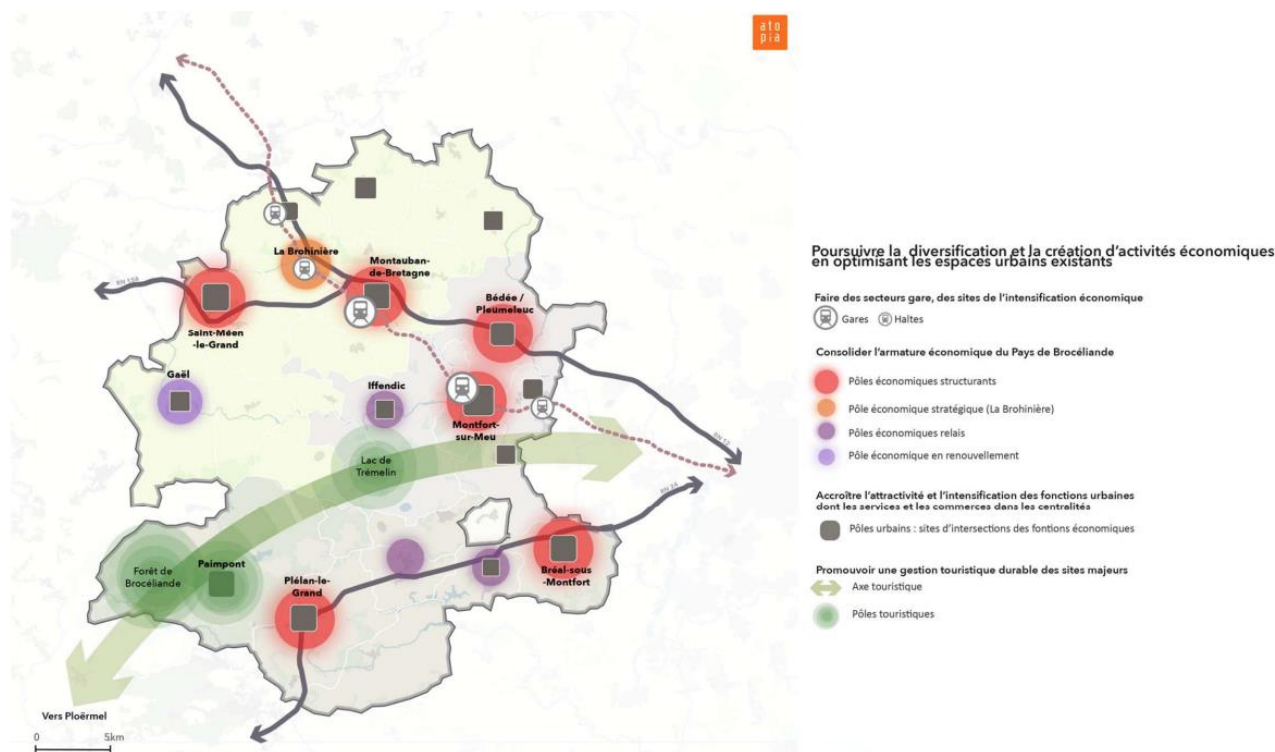 ato
pia
La Brohinière
Montauban-
de-Bretagne
Bédée /
Pleumeleuc
RN 164
Saint-Méen
-le-Grand
Gaël
Iffendic
Montfort-
sur-Meu
RN 12
Lac de
Trémelin
RN 24
Forêt de
Brocéliande
Paimpont
Plélan-le-
Grand
Bréal-sous
-Montfort
Vers Ploërmel
0 5km
Poursuivre la diversification et la création d'activités économiques
en optimisant les espaces urbains existants
Faire des secteurs gare, des sites de l'intensification économique
Gares Haltes
Consolider l'armature économique du Pays de Brocéliande
Pôles économiques structurants
Pôle économique stratégique (La Brohinière)
Pôles économiques relais
Pôle économique en renouvellement
Accroître l'attractivité et l'intensification des fonctions urbaines
dont les services et les commerces dans les centralités
Pôles urbains : sites d'intersections des fontions économiques
Promouvoir une gestion touristique durable des sites majeurs
Axe touristique
Pôles touristiques